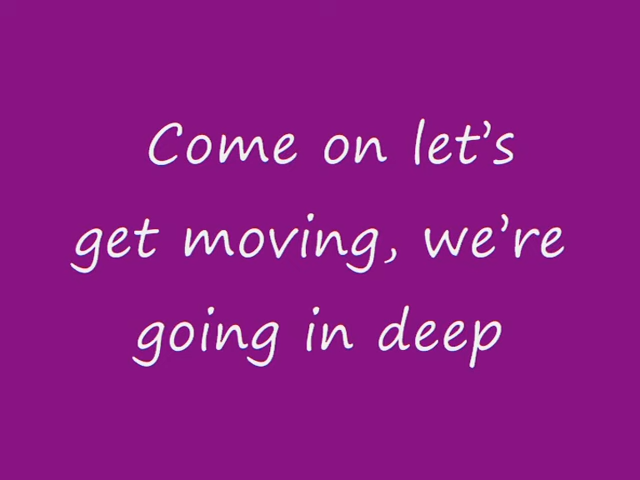 Come on let’s
get moving, we’re
going in deep